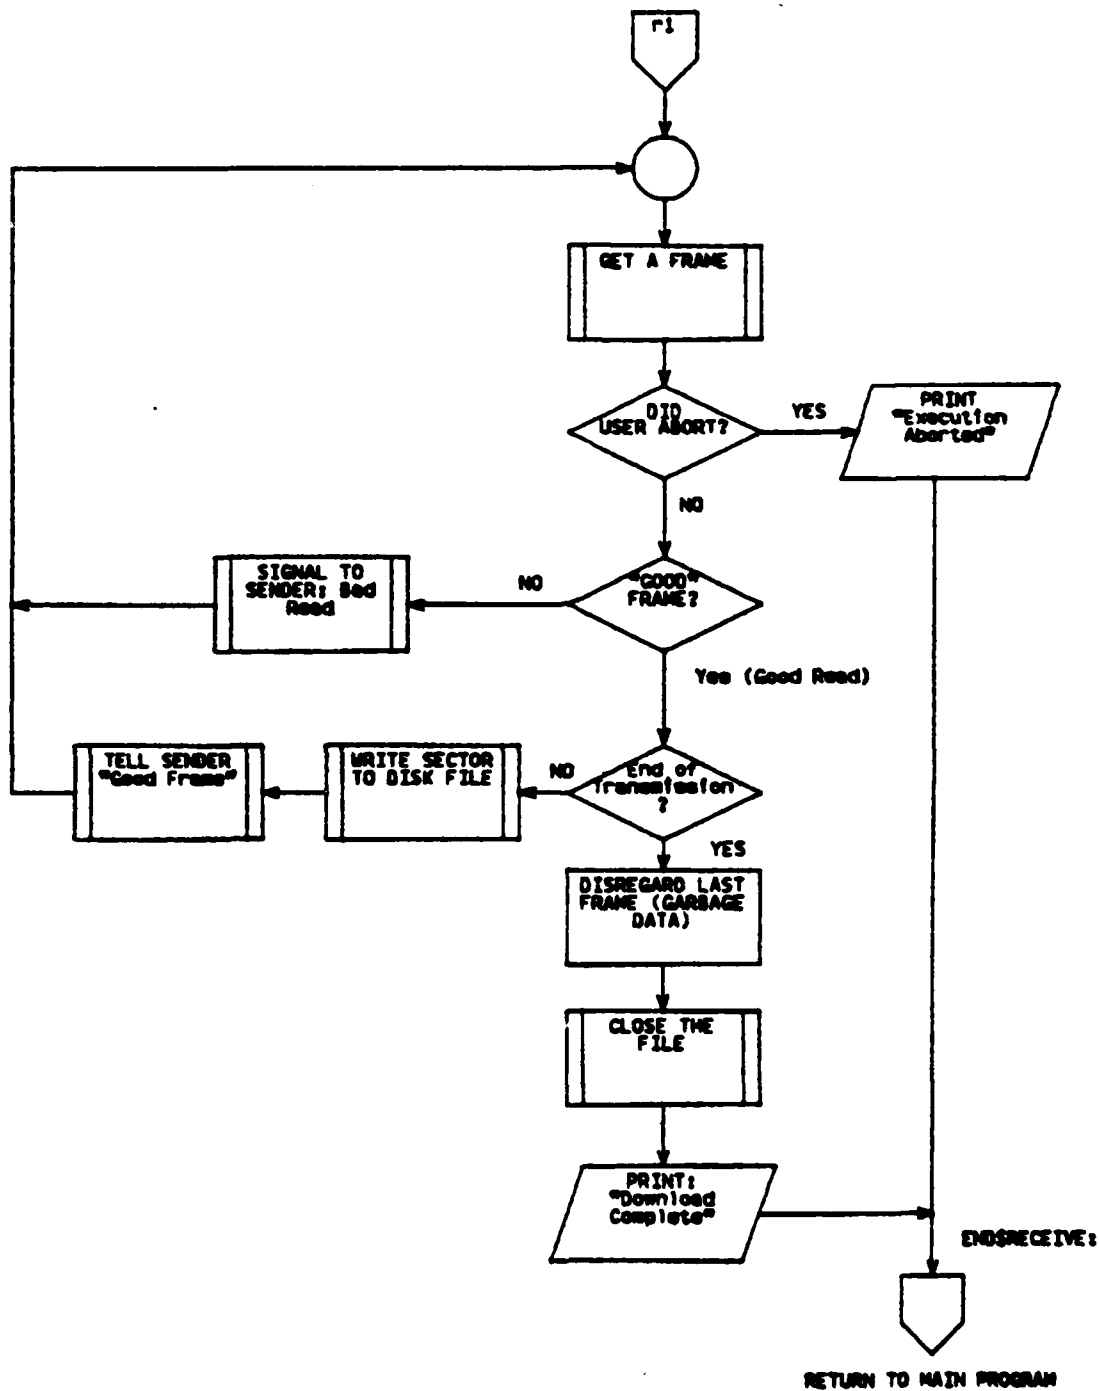 r1
GET A FRAME
DID
USER ABORT?
YES
PRINT
"Execution
Aborted"
NO
"GOOD"
FRAME?
NO
SIGNAL TO
SENDER: Bad
Read
Yes (Good Read)
End of
Transmission
?
NO
WRITE SECTOR
TO DISK FILE
TELL SENDER
"Good Frame"
YES
DISREGARD LAST
FRAME (GARBAGE
DATA)
CLOSE THE
FILE
PRINT:
"Download
Complete"
END$RECEIVE:
RETURN TO MAIN PROGRAM